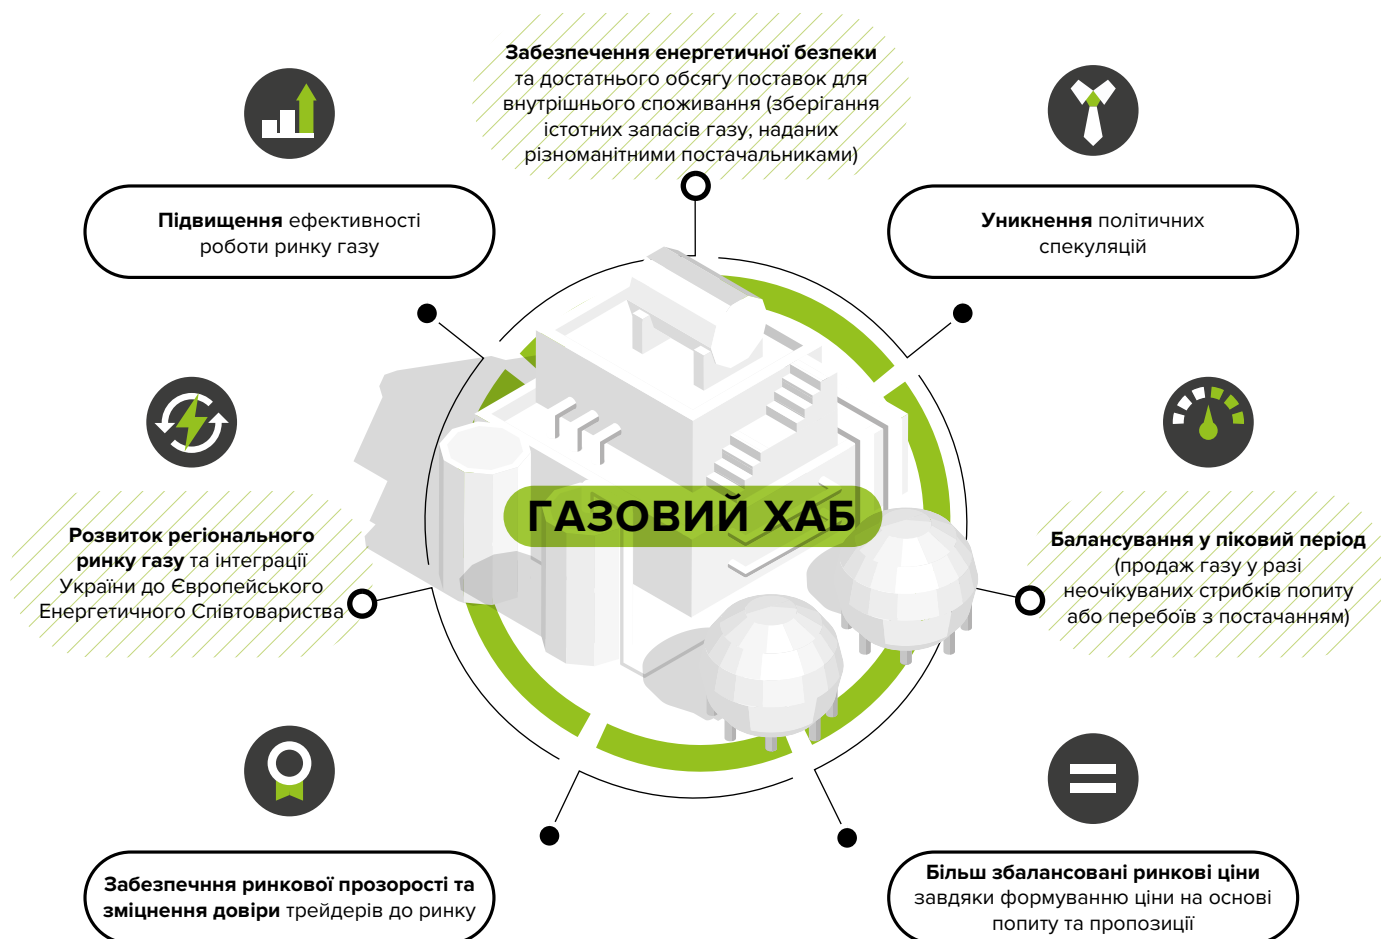 Забезпечення енергетичної безпеки
та достатнього обсягу поставок для
внутрішнього споживання (зберігання
істотних запасів газу, наданих
різноманітними постачальниками)
Підвищення ефективності
роботи ринку газу
Уникнення політичних
спекуляцій
ГАЗОВИЙ ХАБ
Розвиток регіонального
ринку газу та інтеграції
України до Європейського
Енергетичного Співтовариства
Балансування у піковий період
(продаж газу у разі
неочікуваних стрибків попиту
або перебоїв з постачанням)
Забезпечння ринкової прозорості та
зміцнення довіри трейдерів до ринку
Більш збалансовані ринкові ціни
завдяки формуванню ціни на основі
попиту та пропозиції